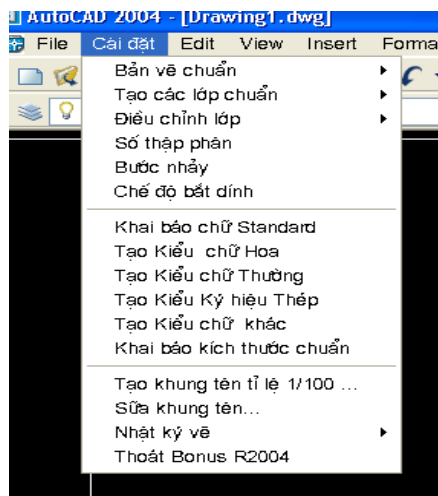 AutoCAD 2004 - [Drawing1.dwg]
File Cài đặt Edit View Insert Forma
Bản vẽ chuẩn
Tạo các lớp chuẩn
Điều chỉnh lớp
Số thập phân
Bước nhảy
Chế độ bắt dính
Khai báo chữ Standard
Tạo Kiểu chữ Hoa
Tạo Kiểu chữ Thường
Tạo Kiểu Ký hiệu Thép
Tạo Kiểu chữ khác
Khai báo kích thước chuẩn
Tạo khung tên tỉ lệ 1/100 ...
Sữa khung tên...
Nhật ký vẽ
Thoát Bonus R2004